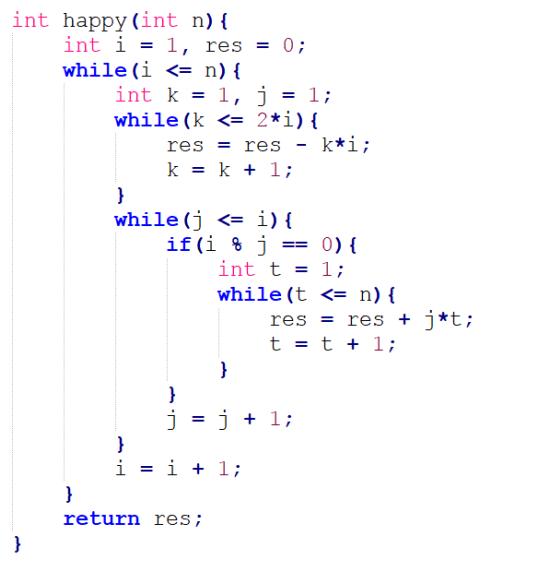 int happy(int n){
    int i = 1, res = 0;
    while(i <= n){
        int k = 1, j = 1;
        while(k <= 2*i){
            res = res - k*i;
            k = k + 1;
        }
        while(j <= i){
            if(i % j == 0){
                int t = 1;
                while(t <= n){
                    res = res + j*t;
                    t = t + 1;
                }
            }
            j = j + 1;
        }
        i = i + 1;
    }
    return res;
}